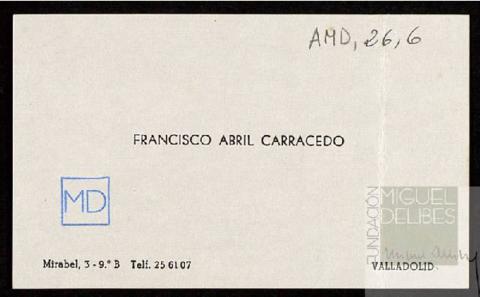 AMD, 26, 6
FRANCISCO ABRIL CARRACEDO
MD
FUNDACIÓN
MIGUEL
DELIBES
Mirabel, 3 - 9.° B Telf. 25 61 07
VALLADOLID